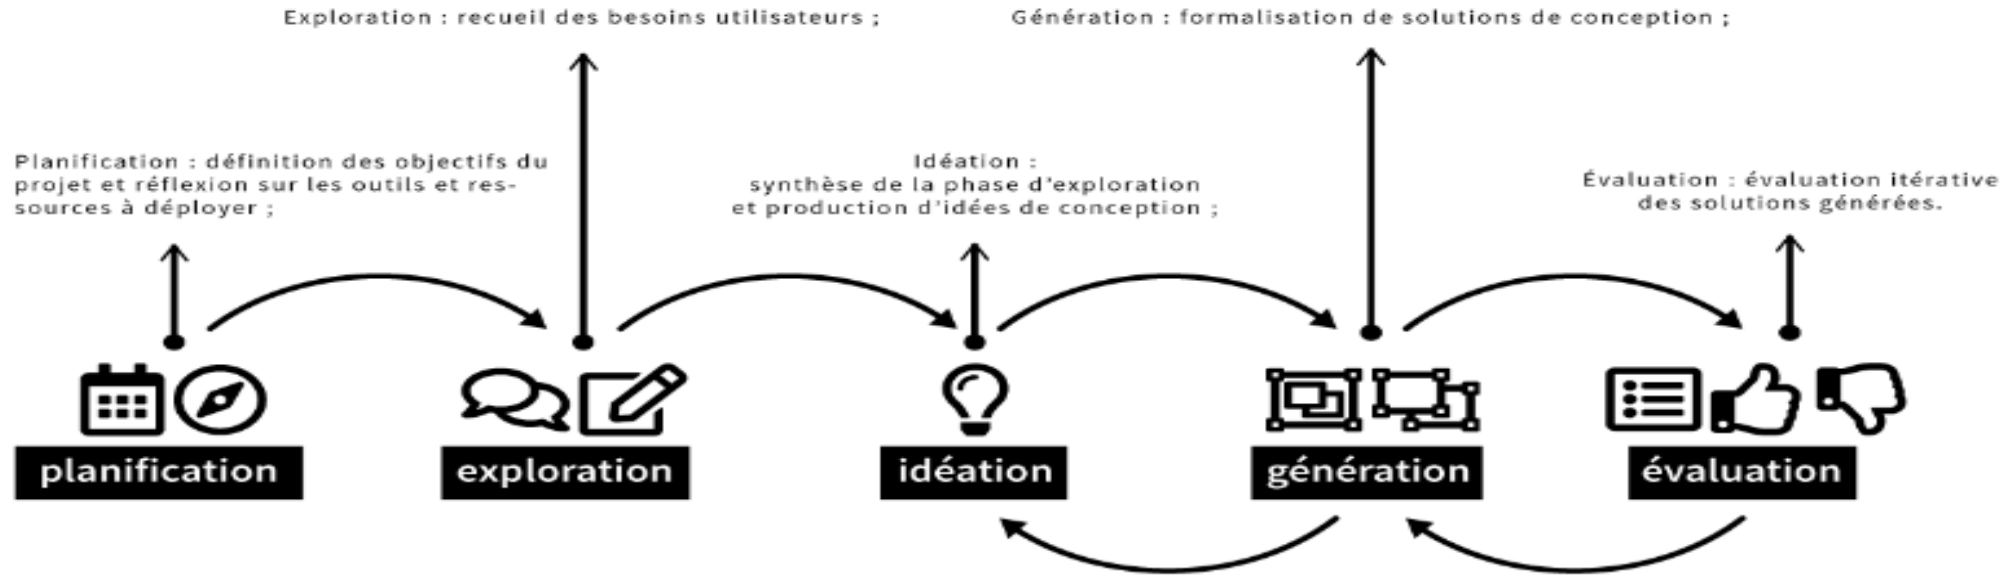 Exploration : recueil des besoins utilisateurs ;
Génération : formalisation de solutions de conception ;
Planification : définition des objectifs du
projet et réflexion sur les outils et res-
sources à déployer ;
Idéation :
synthèse de la phase d'exploration
et production d'idées de conception ;
Évaluation : évaluation itérative
des solutions générées.
planification
exploration
idéation
génération
évaluation